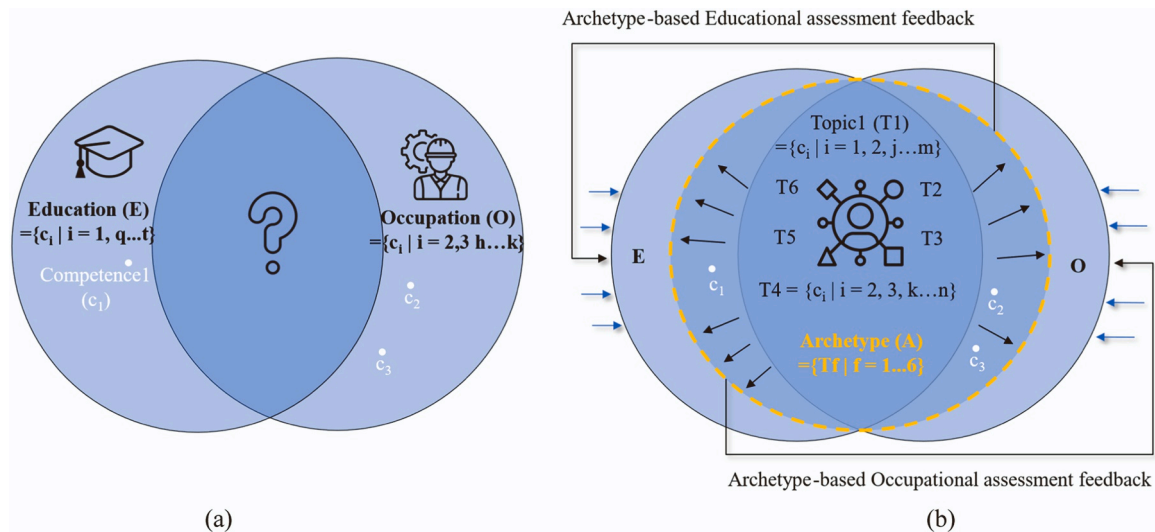 Education (E)
={cᵢ | i = 1, q...t}
Competence1
(c₁)
Occupation (O)
={cᵢ | i = 2,3 h…k}
c₂
c₃
(a)
Archetype-based Educational assessment feedback
Topic1 (T1)
={cᵢ | i = 1, 2, j…m}
T6
T2
T5
T3
E
O
c₁
T4 = {cᵢ | i = 2, 3, k…n}
c₂
Archetype (A)
={Tf | f = 1...6}
c₃
Archetype-based Occupational assessment feedback
(b)